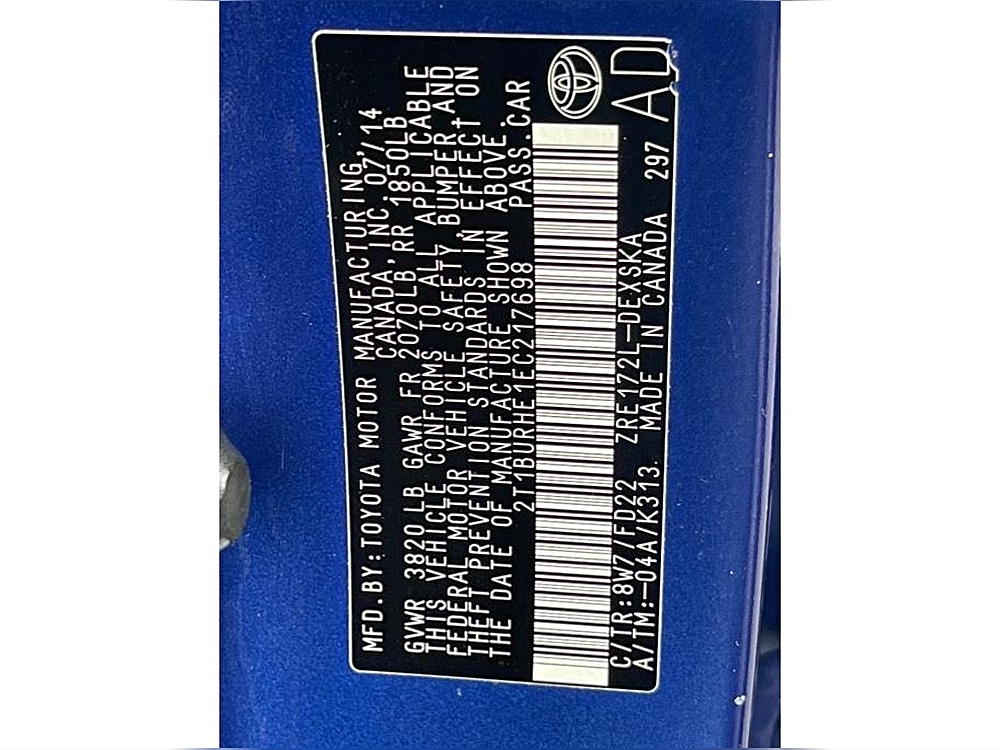 MFD.BY:TOYOTA MOTOR MANUFACTURING,
CANADA,INC. 07/14
GVWR 3820 LB GAWR FR 2070LB RR 1850LB
THIS VEHICLE CONFORMS TO ALL APPLICABLE
FEDERAL MOTOR VEHICLE SAFETY, BUMPER, AND
THEFT PREVENTION STANDARDS IN EFFECT ON
THE DATE OF MANUFACTURE SHOWN ABOVE.
2T1BURHE1EC217698 PASS.CAR
C/TR:8W7/FD22 ZRE172L-DEXSKA
A/TM:-04A/K313 MADE IN CANADA 297
AD